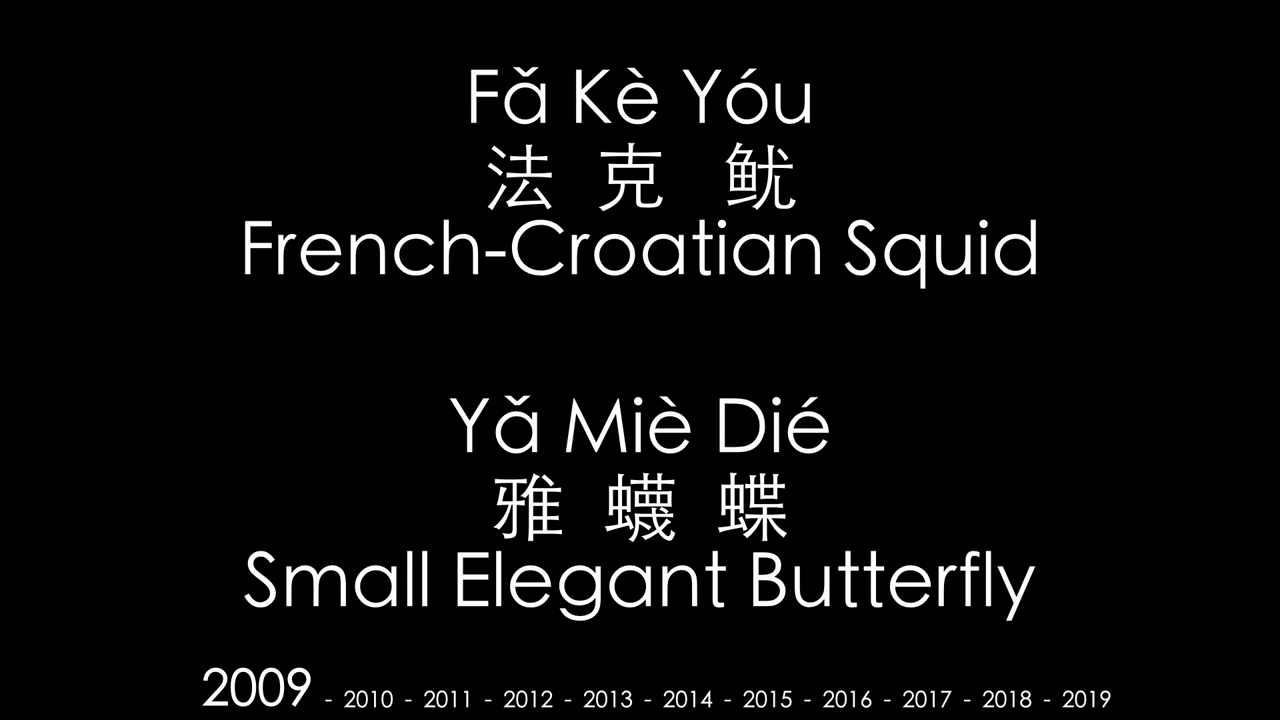 Fǎ Kè Yóu
法 克 鱿
French-Croatian Squid
Yǎ Miè Dié
雅 蠛 蝶
Small Elegant Butterfly
2009 - 2010 - 2011 - 2012 - 2013 - 2014 - 2015 - 2016 - 2017 - 2018 - 2019